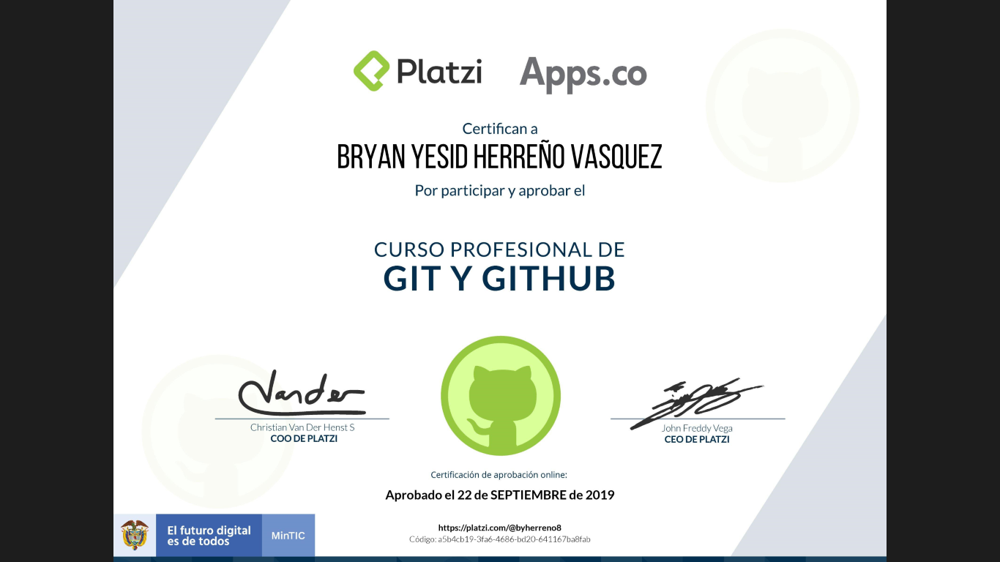 Platzi Apps.co
Certifican a
BRYAN YESID HERREÑO VASQUEZ
Por participar y aprobar el
CURSO PROFESIONAL DE
GIT Y GITHUB
Vander
Christian Van Der Henst S
COO DE PLATZI
John Freddy Vega
CEO DE PLATZI
Certificación de aprobación online:
Aprobado el 22 de SEPTIEMBRE de 2019
El futuro digital
es de todos
MinTIC
https://platzi.com/@byherreno8
Código: a5b4cb19-3fa6-4686-bd20-641167ba8fab